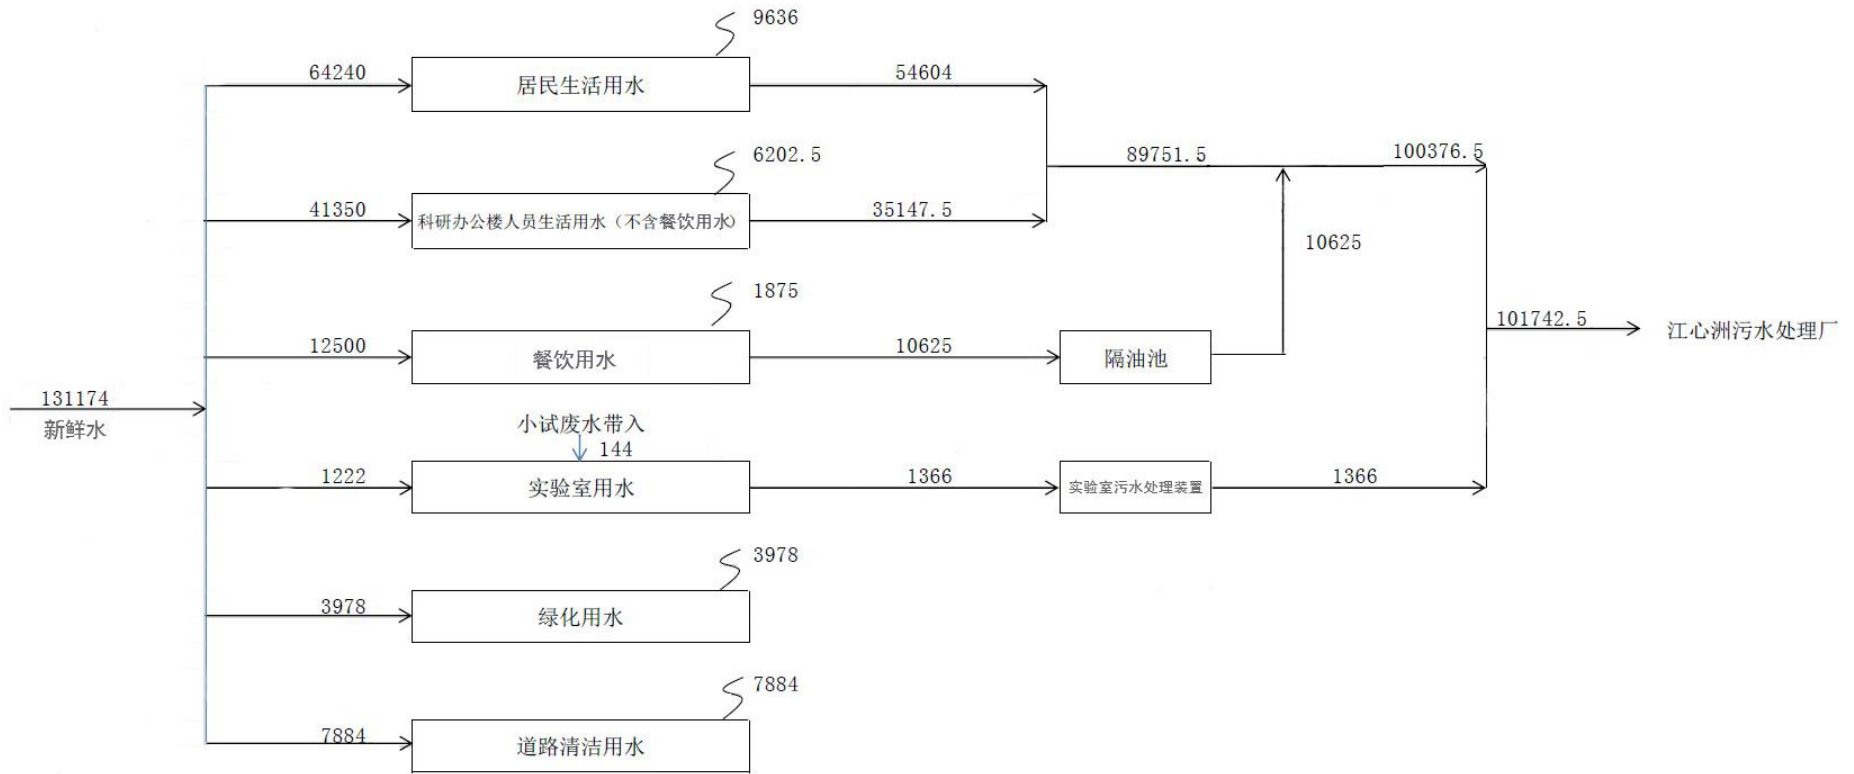 9636
64240
居民生活用水
54604
6202.5
89751.5
100376.5
41350
科研办公楼人员生活用水（不含餐饮用水）
35147.5
10625
1875
12500
餐饮用水
10625
隔油池
101742.5
江心洲污水处理厂
131174
新鲜水
小试废水带入
144
1222
实验室用水
1366
实验室污水处理装置
1366
3978
3978
绿化用水
7884
7884
道路清洁用水